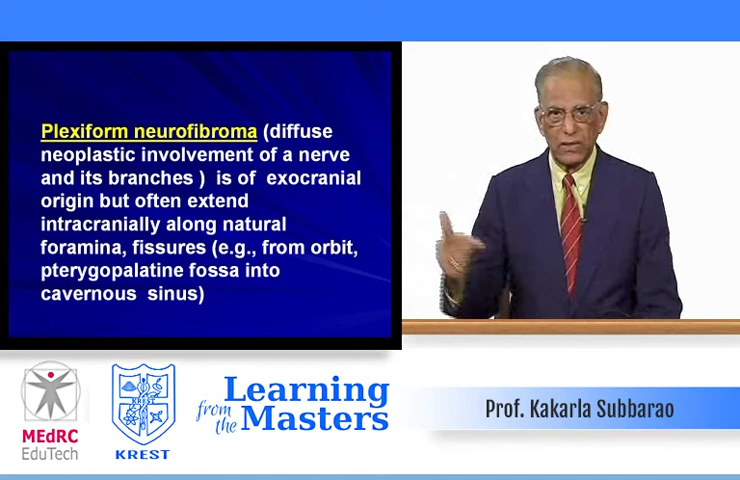 Plexiform neurofibroma (diffuse
neoplastic involvement of a nerve
and its branches ) is of exocranial
origin but often extend
intracranially along natural
foramina, fissures (e.g., from orbit,
pterygopalatine fossa into
cavernous sinus)
MEdRC
EduTech
KREST
KREST
Learning
from the
Masters
Prof. Kakarla Subbarao